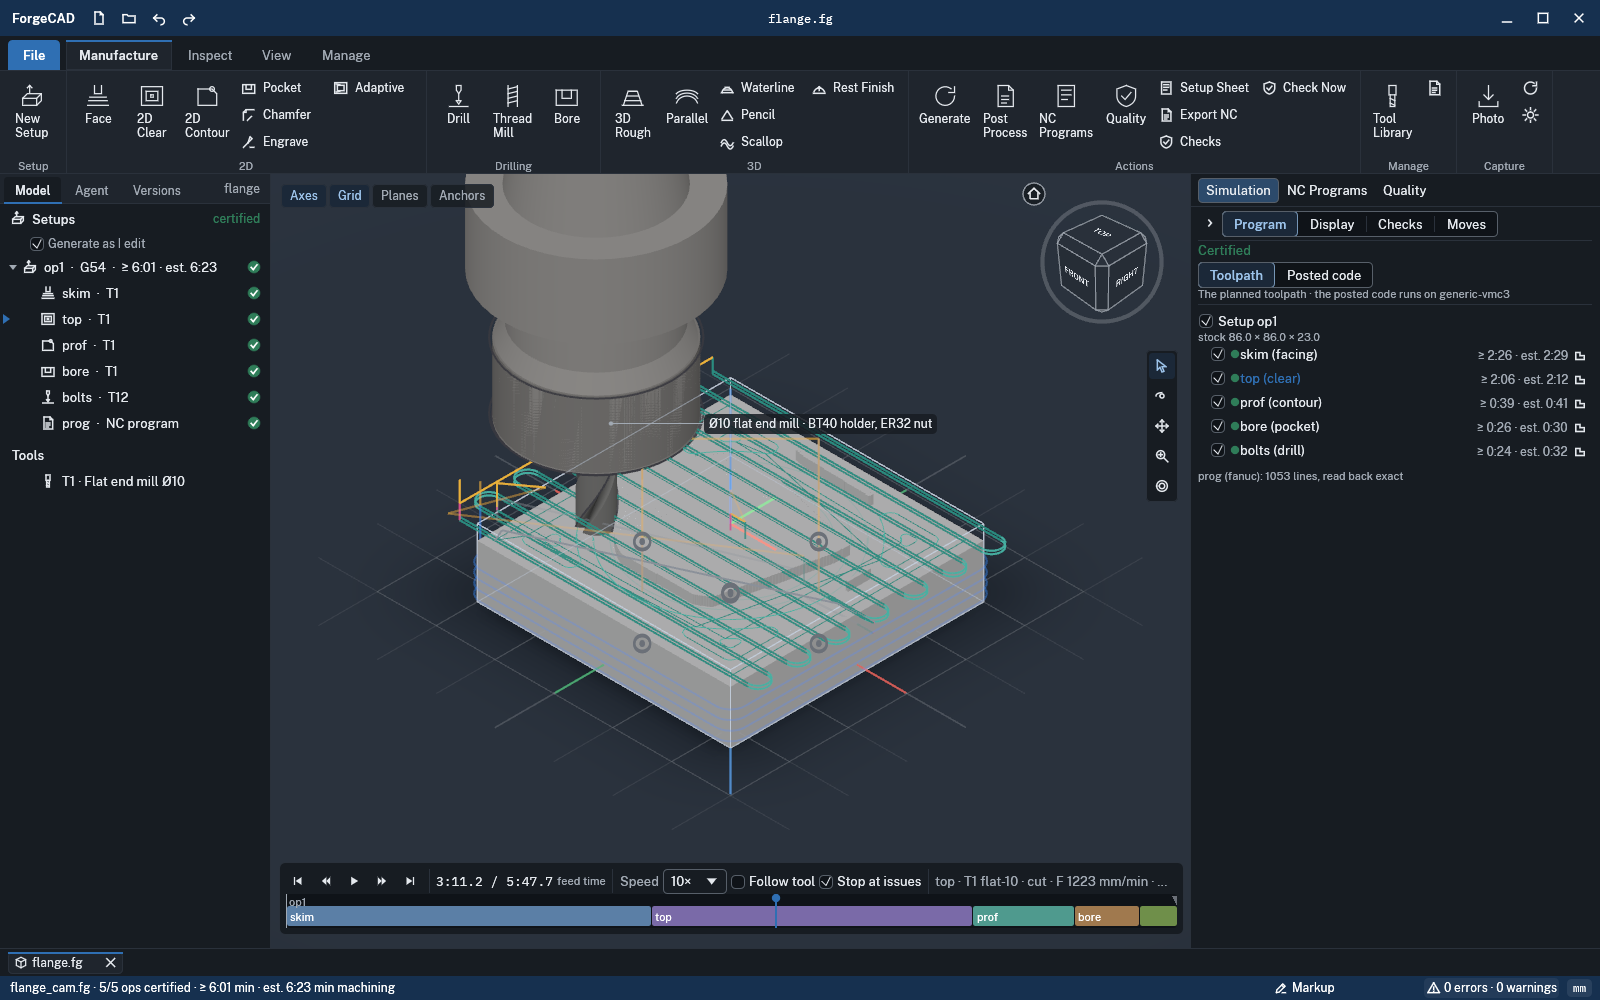 ForgeCAD
flange.fg
File Manufacture Inspect View Manage
New Setup
Face
2D Clear
2D Contour
Pocket
Chamfer
Engrave
Adaptive
Drill
Thread Mill
Bore
3D Rough
Parallel
Waterline
Pencil
Scallop
Rest Finish
Generate
Post Process
NC Programs
Quality
Setup Sheet
Export NC
Checks
Check Now
Tool Library
Photo
Setup 2D Drilling 3D Actions Manage Capture
Model Agent Versions flange
Setups certified
Generate as I edit
op1 · G54 · ≥ 6:01 · est. 6:23
skim · T1
top · T1
prof · T1
bore · T1
bolts · T12
prog · NC program
Tools
T1 · Flat end mill Ø10
Axes Grid Planes Anchors
TOP
FRONT
RIGHT
Ø10 flat end mill · BT40 holder, ER32 nut
3:11.2 / 5:47.7 feed time Speed 10× Follow tool Stop at issues top · T1 flat-10 · cut · F 1223 mm/min · ...
op1
skim top prof bore
Simulation NC Programs Quality
Program Display Checks Moves
Certified
Toolpath Posted code
The planned toolpath · the posted code runs on generic-vmc3
Setup op1
stock 86.0 × 86.0 × 23.0
skim (facing) ≥ 2:26 · est. 2:29
top (clear) ≥ 2:06 · est. 2:12
prof (contour) ≥ 0:39 · est. 0:41
bore (pocket) ≥ 0:26 · est. 0:30
bolts (drill) ≥ 0:24 · est. 0:32
prog (fanuc): 1053 lines, read back exact
flange.fg
flange_cam.fg · 5/5 ops certified · ≥ 6:01 min · est. 6:23 min machining
Markup
0 errors · 0 warnings
mm